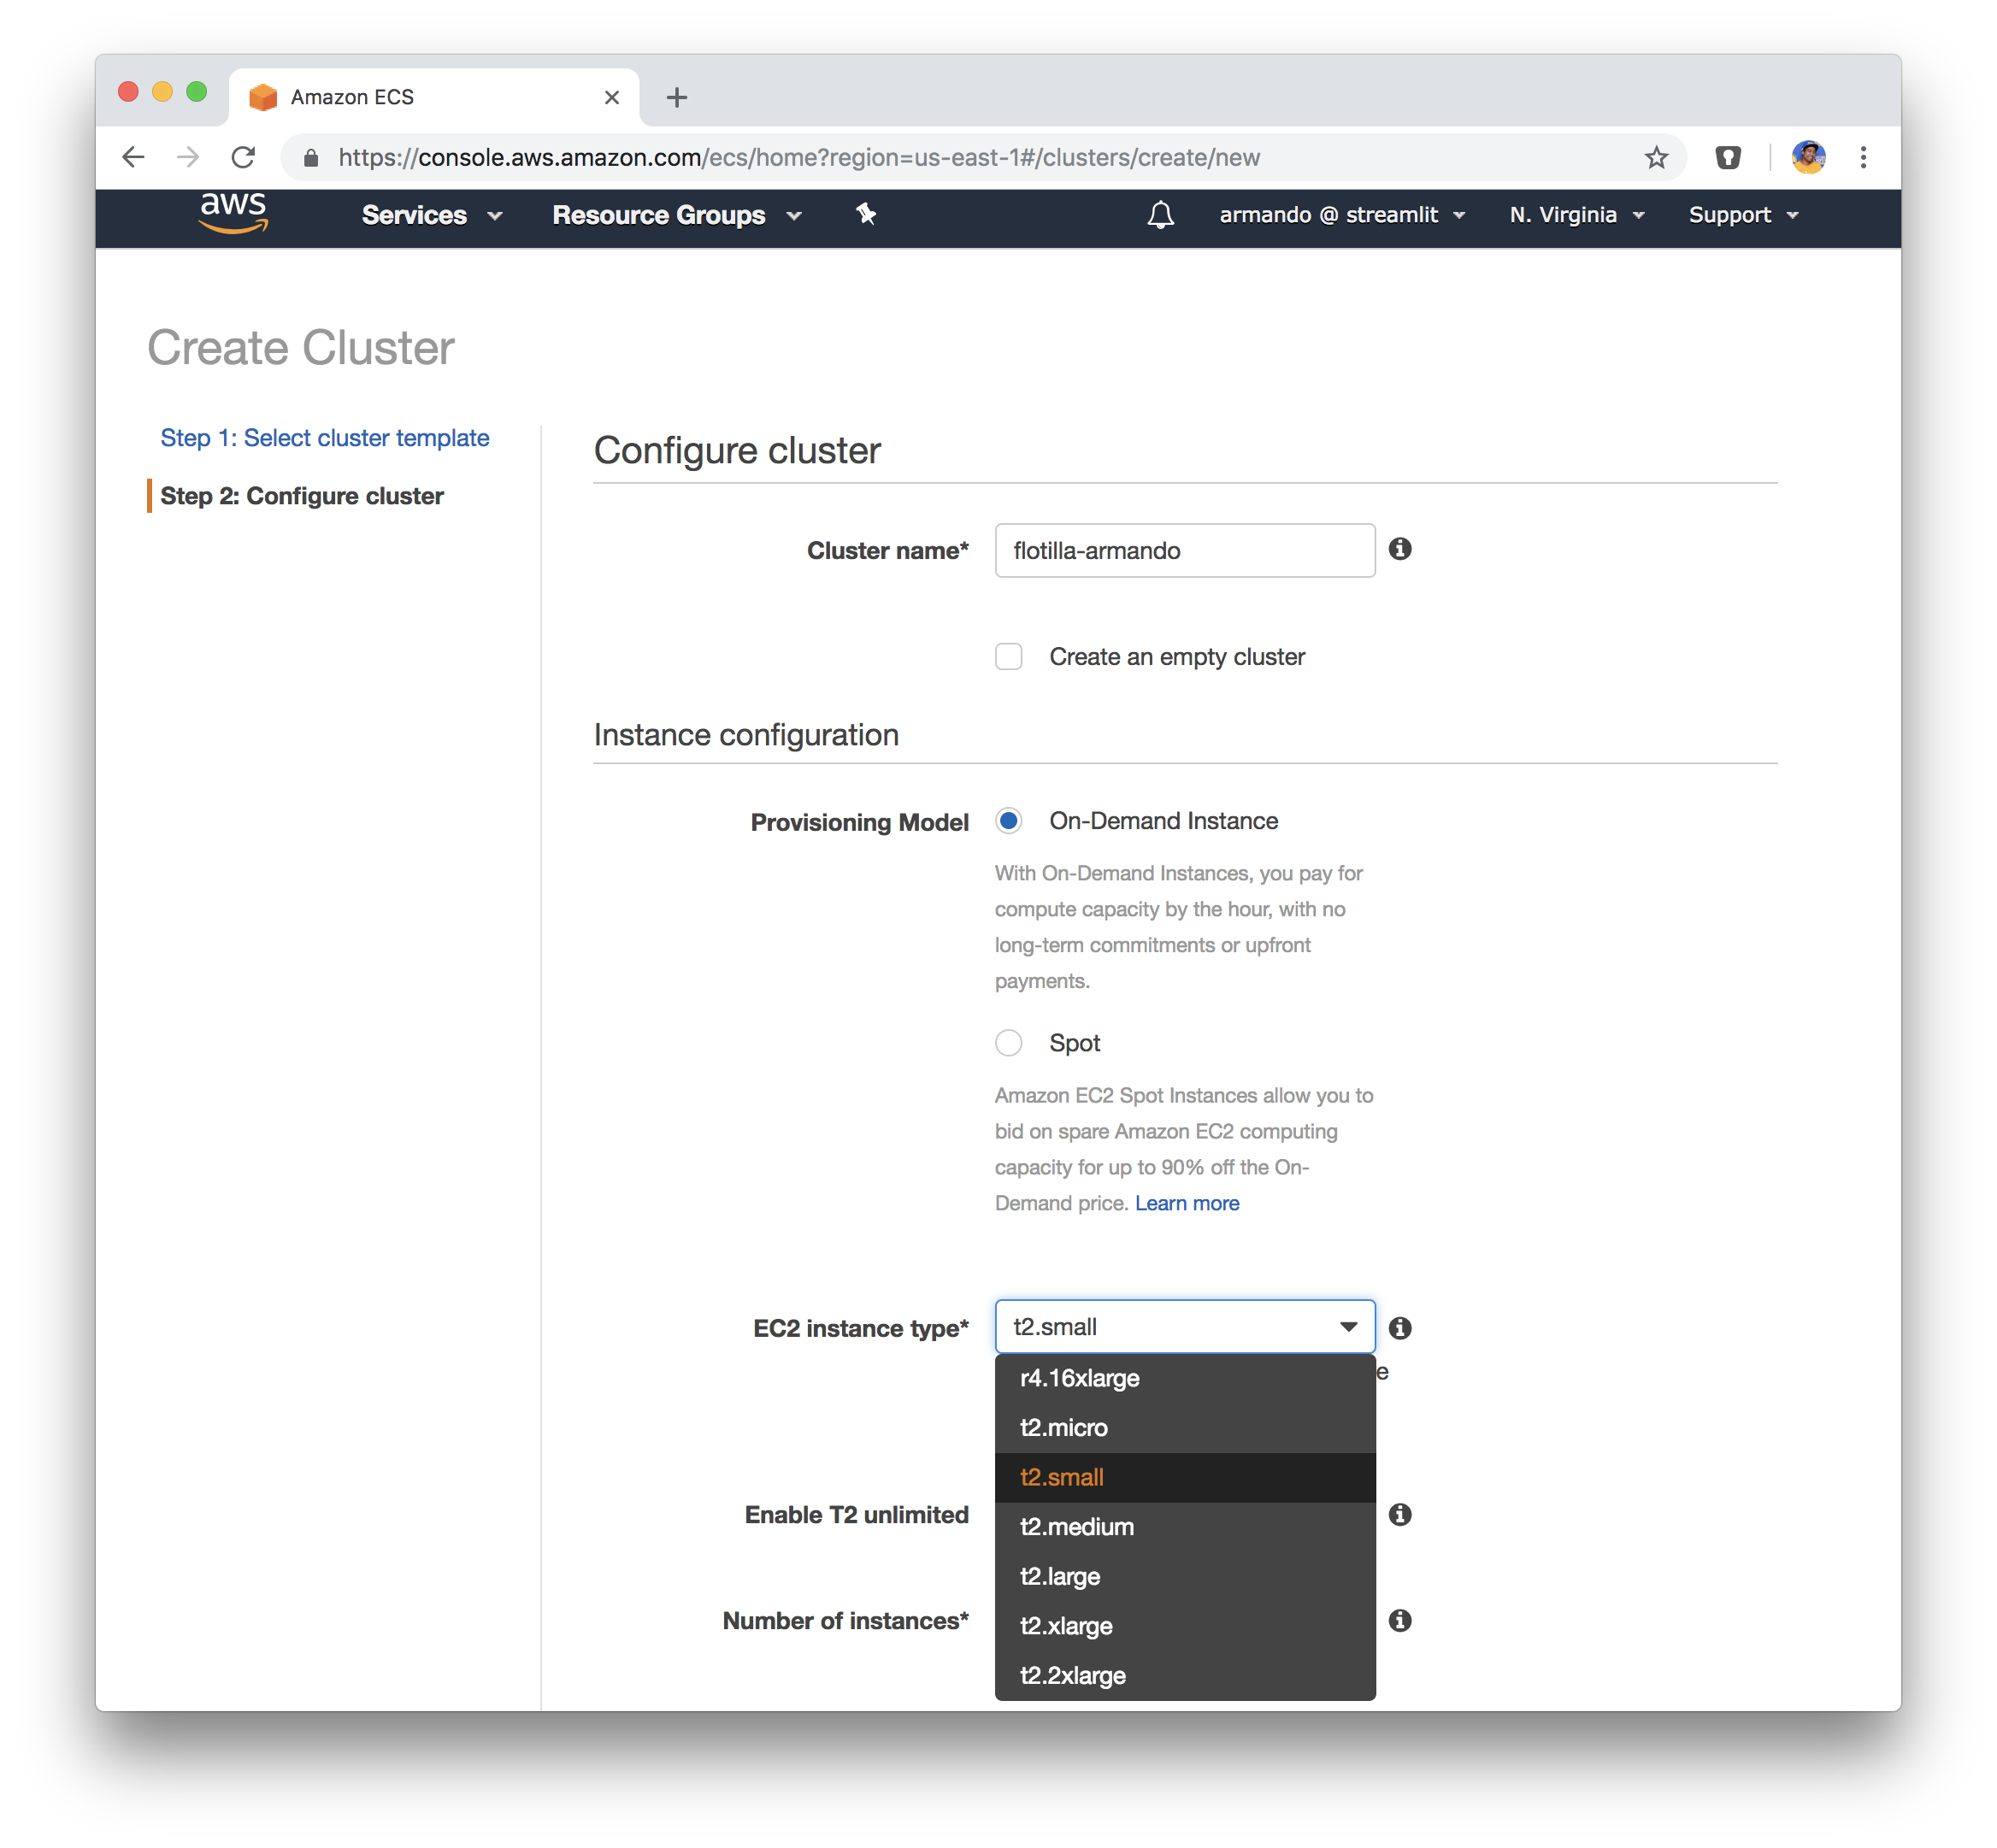 Amazon ECS
https://console.aws.amazon.com/ecs/home?region=us-east-1#/clusters/create/new
aws Services Resource Groups armando @ streamlit N. Virginia Support
Create Cluster
Step 1: Select cluster template
Step 2: Configure cluster
Configure cluster
Cluster name* flotilla-armando
Create an empty cluster
Instance configuration
Provisioning Model On-Demand Instance
With On-Demand Instances, you pay for
compute capacity by the hour, with no
long-term commitments or upfront
payments.
Spot
Amazon EC2 Spot Instances allow you to
bid on spare Amazon EC2 computing
capacity for up to 90% off the On-
Demand price. Learn more
EC2 instance type* t2.small
r4.16xlarge
e
t2.micro
t2.small
Enable T2 unlimited
t2.medium
t2.large
Number of instances*
t2.xlarge
t2.2xlarge